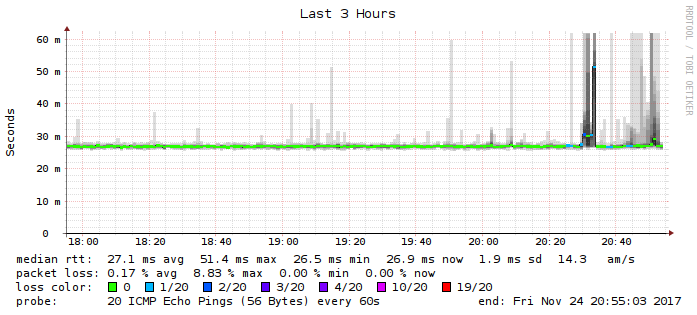 Last 3 Hours
RRDTOOL / TOBI OETIKER
Seconds
60 m
50 m
40 m
30 m
20 m
10 m
0
18:00 18:20 18:40 19:00 19:20 19:40 20:00 20:20 20:40
median rtt: 27.1 ms avg 51.4 ms max 26.5 ms min 26.9 ms now 1.9 ms sd 14.3 am/s
packet loss: 0.17 % avg 8.83 % max 0.00 % min 0.00 % now
loss color: 0 1/20 2/20 3/20 4/20 10/20 19/20
probe: 20 ICMP Echo Pings (56 Bytes) every 60s end: Fri Nov 24 20:55:03 2017